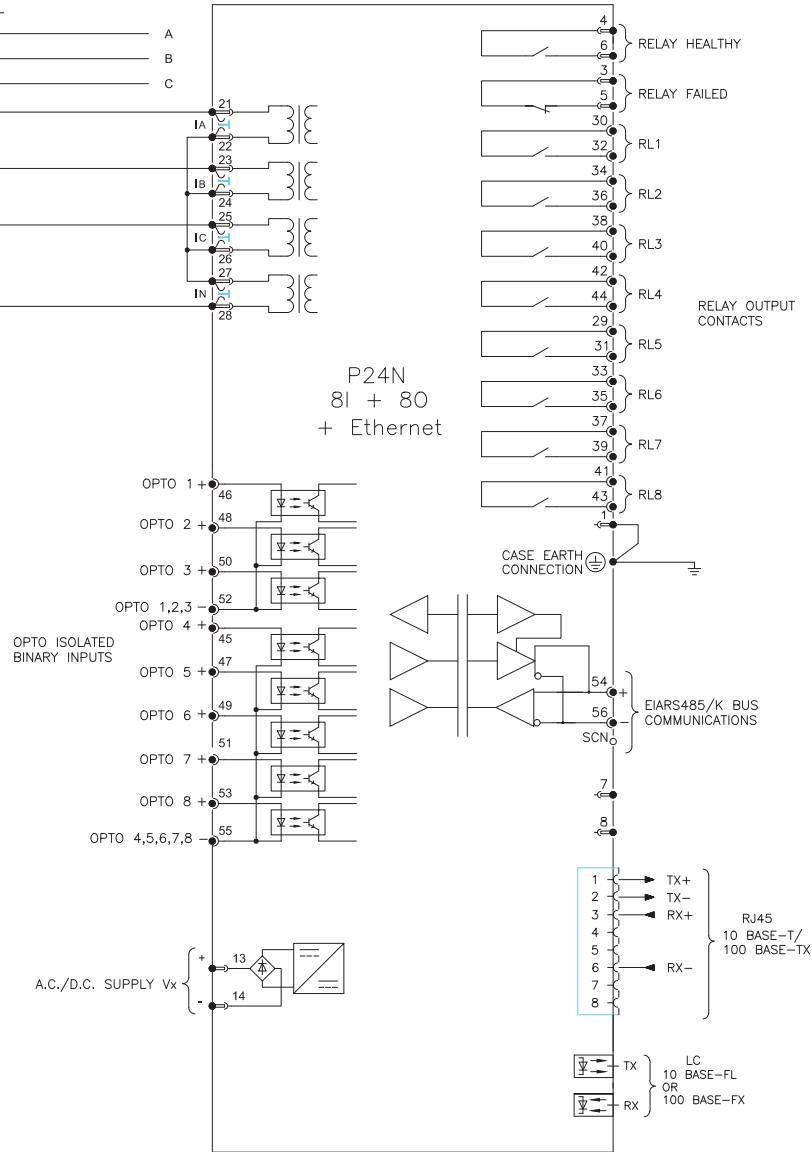 A
B
C
21
IA
22
23
IB
24
25
IC
26
27
IN
28
P24N
8I + 8O
+ Ethernet
4
6
RELAY HEALTHY
3
5
RELAY FAILED
30
32
RL1
34
36
RL2
38
40
RL3
42
44
RL4
29
31
RL5
33
35
RL6
37
39
RL7
41
43
RL8
RELAY OUTPUT
CONTACTS
1
CASE EARTH
CONNECTION
OPTO ISOLATED
BINARY INPUTS
OPTO 1 +
46
OPTO 2 +
48
OPTO 3 +
50
OPTO 1,2,3 -
52
OPTO 4 +
45
OPTO 5 +
47
OPTO 6 +
49
OPTO 7 +
51
OPTO 8 +
53
OPTO 4,5,6,7,8 -
55
54
+
56
-
SCN
EIARS485/K BUS
COMMUNICATIONS
7
8
A.C./D.C. SUPPLY Vx
+
13
-
14
1 TX+
2 TX-
3 RX+
4
5
6 RX-
7
8
RJ45
10 BASE-T/
100 BASE-TX
TX
RX
LC
10 BASE-FL
OR
100 BASE-FX